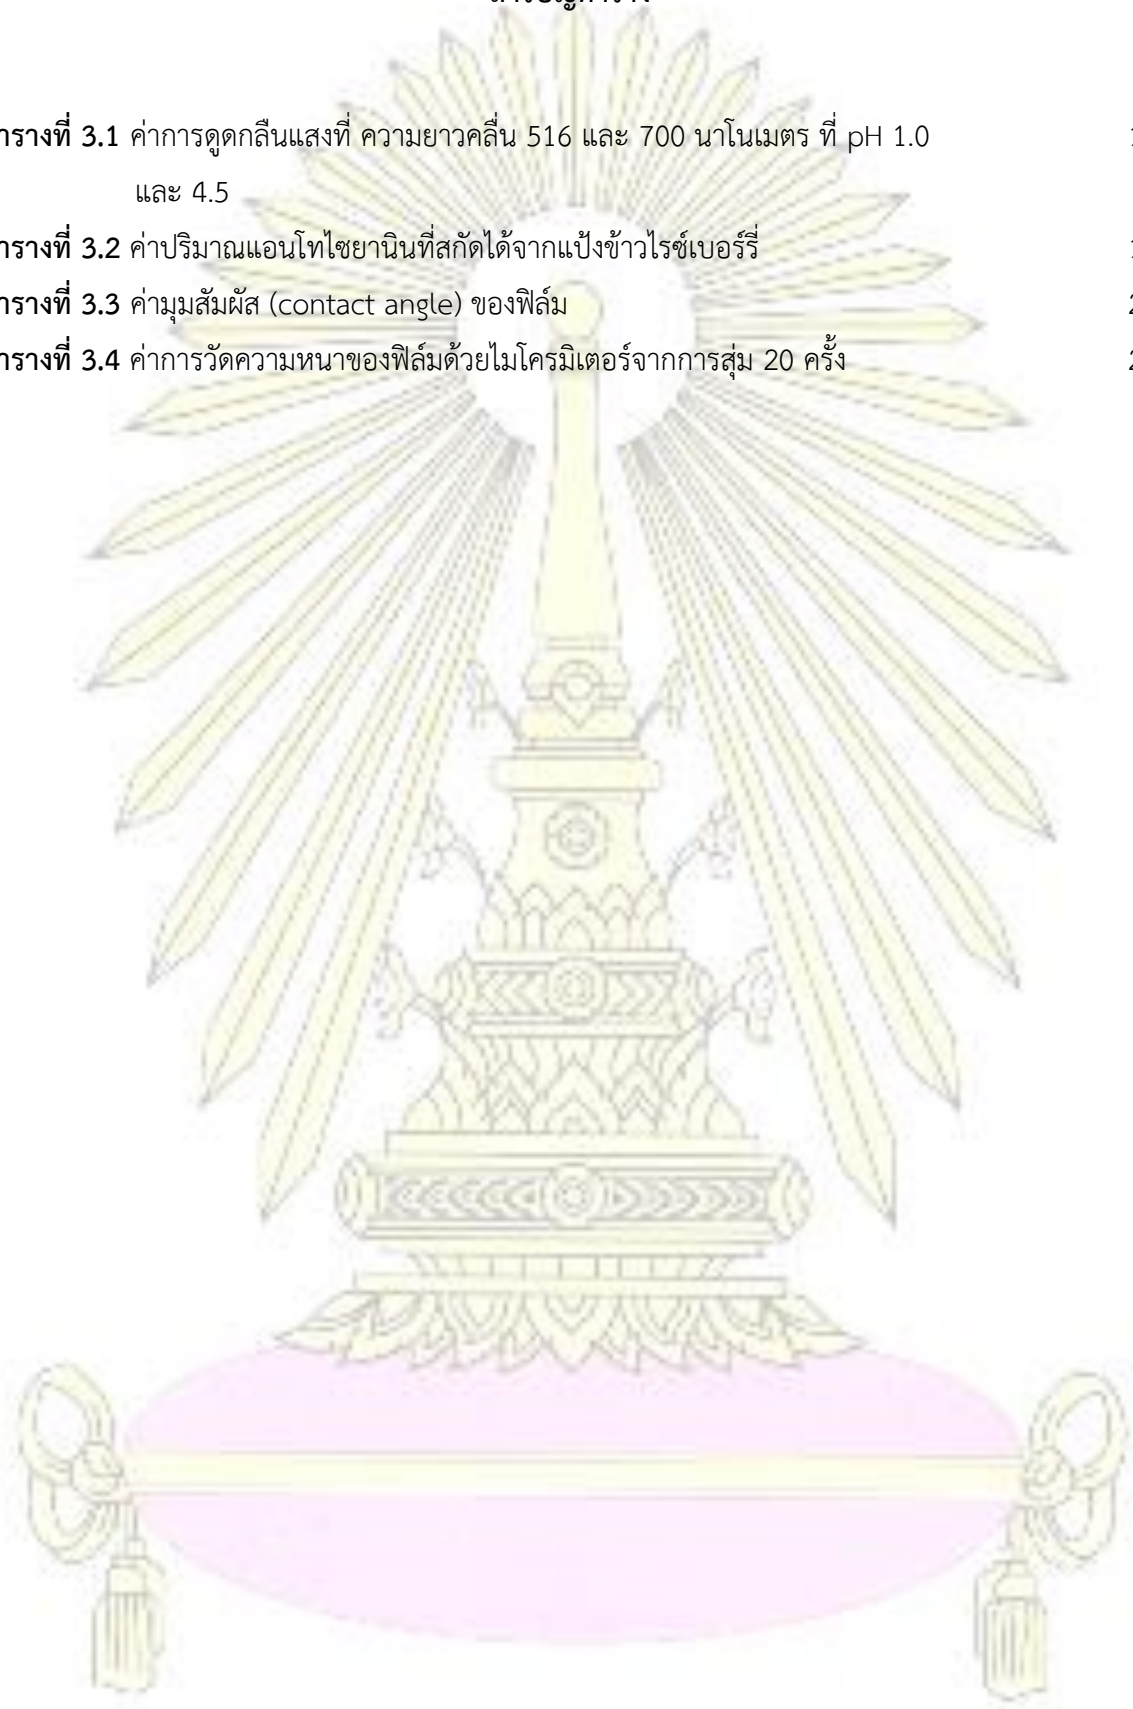 ารางที่ 3.1 ค่าการดูดกลืนแสงที่ ความยาวคลื่น 516 และ 700 นาโนเมตร ที่ pH 1.0
และ 4.5
ารางที่ 3.2 ค่าปริมาณแอนโทไซยานินที่สกัดได้จากแป้งข้าวไรซ์เบอร์รี่
ารางที่ 3.3 ค่ามุมสัมผัส (contact angle) ของฟิล์ม
ารางที่ 3.4 ค่าการวัดความหนาของฟิล์มด้วยไมโครมิเตอร์จากการสุ่ม 20 ครั้ง